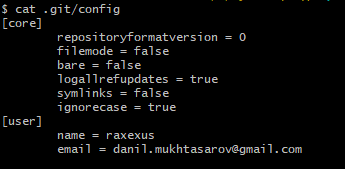 $ cat .git/config
[core]
        repositoryformatversion = 0
        filemode = false
        bare = false
        logallrefupdates = true
        symlinks = false
        ignorecase = true
[user]
        name = raxexus
        email = danil.mukhtasarov@gmail.com